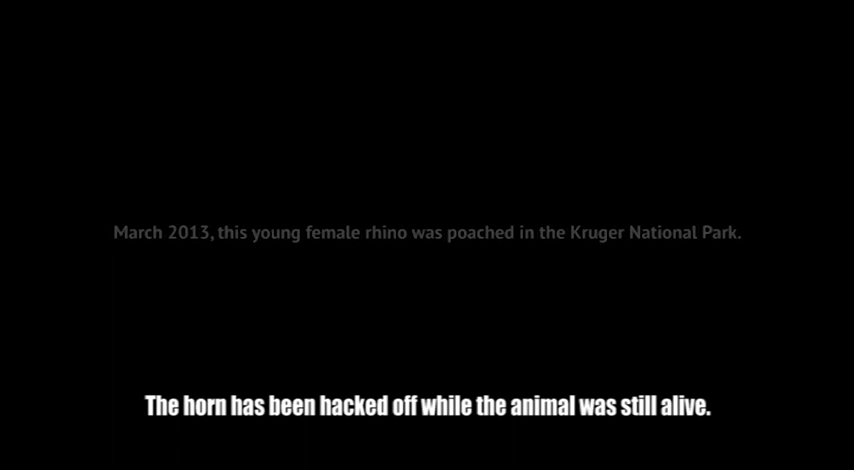 March 2013, this young female rhino was poached in the Kruger National Park.
The horn has been hacked off while the animal was still alive.